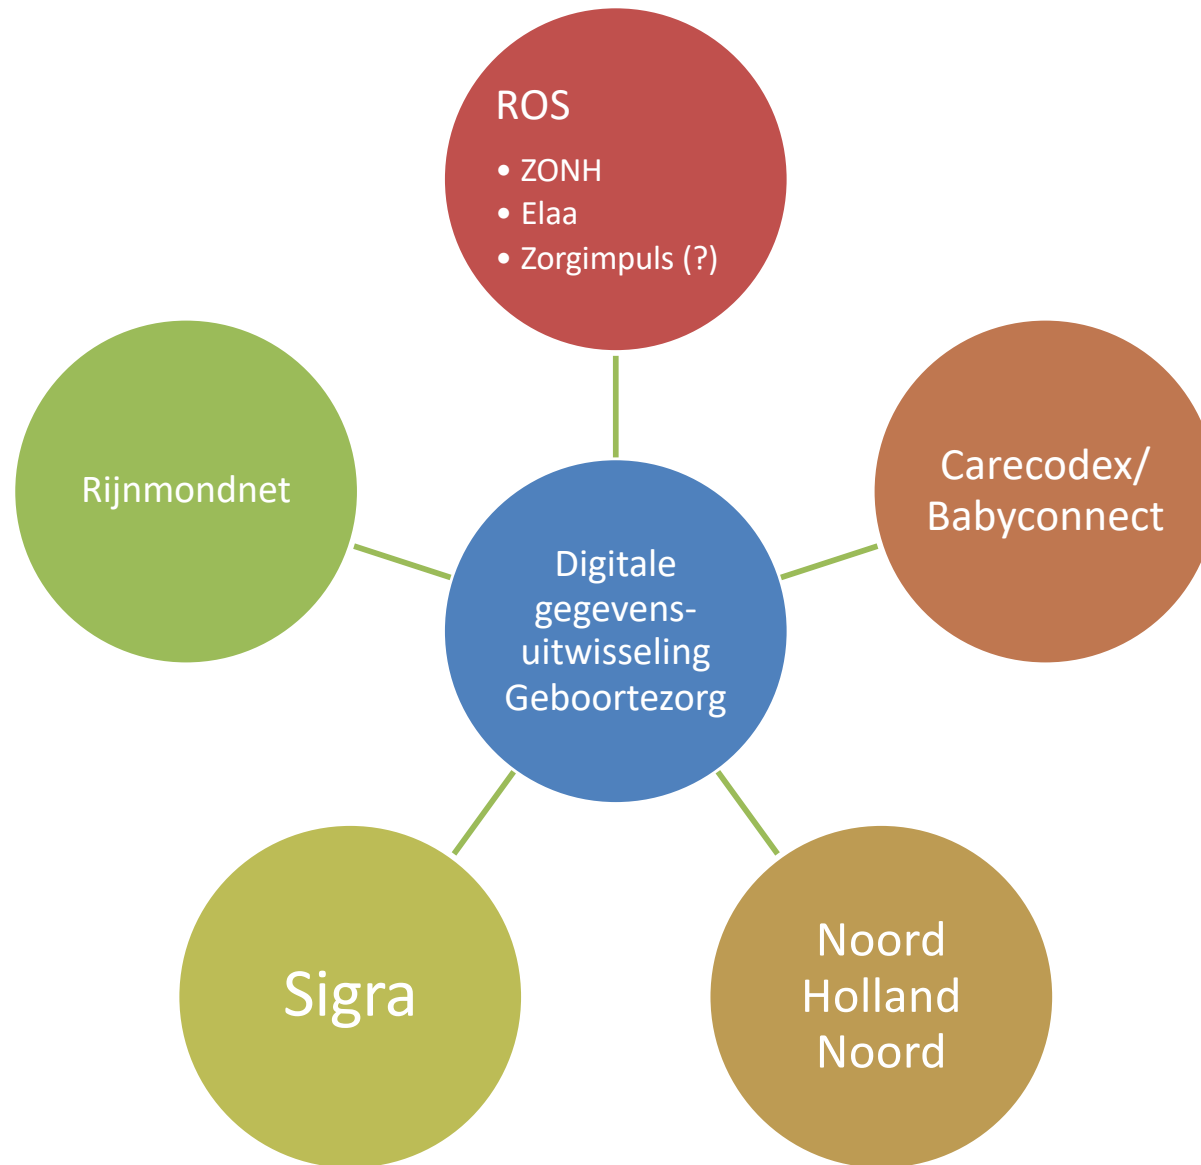 ROS
• ZONH
• Elaa
• Zorgimpuls (?)
Rijnmondnet
Carecodex/
Babyconnect
Digitale
gegevens-
uitwisseling
Geboortezorg
Sigra
Noord
Holland
Noord